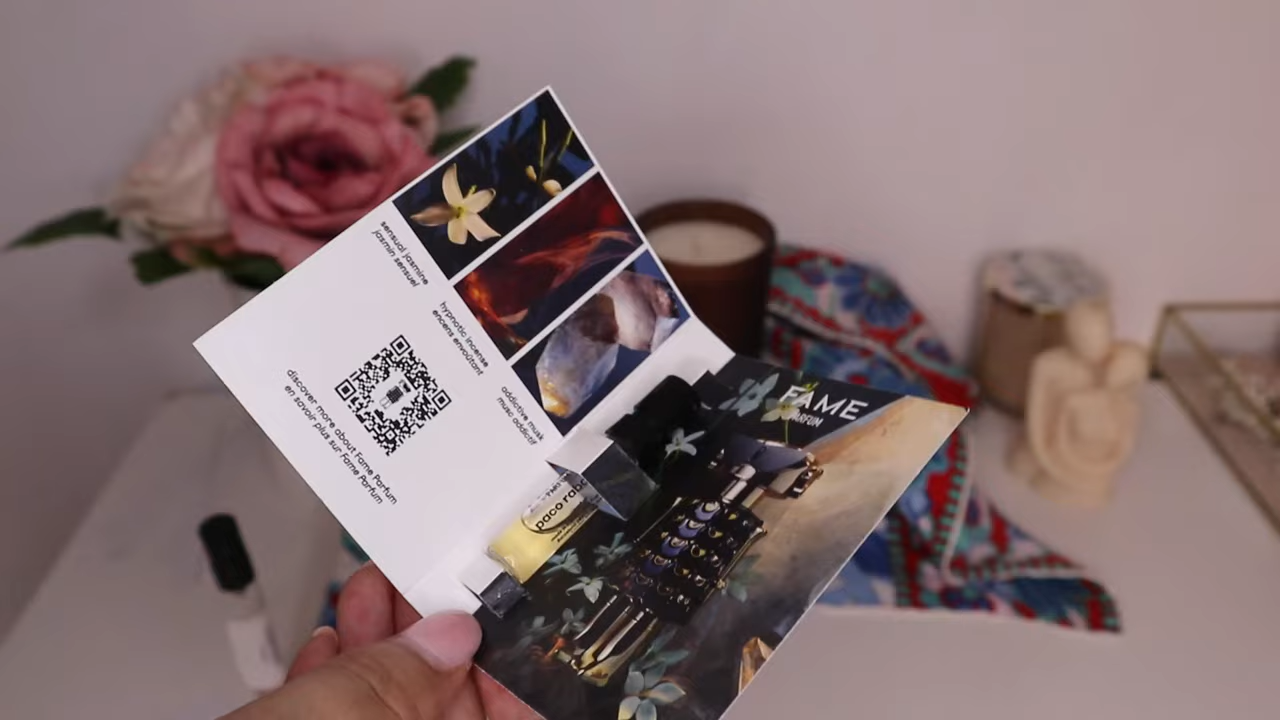 sensual jasmine
jasmin sensuel
hypnotic incense
encens envoûtant
addictive musk
musc addictif
discover more about Fame Parfum
en savoir plus sur Fame Parfum
FAME
PARFUM
paco